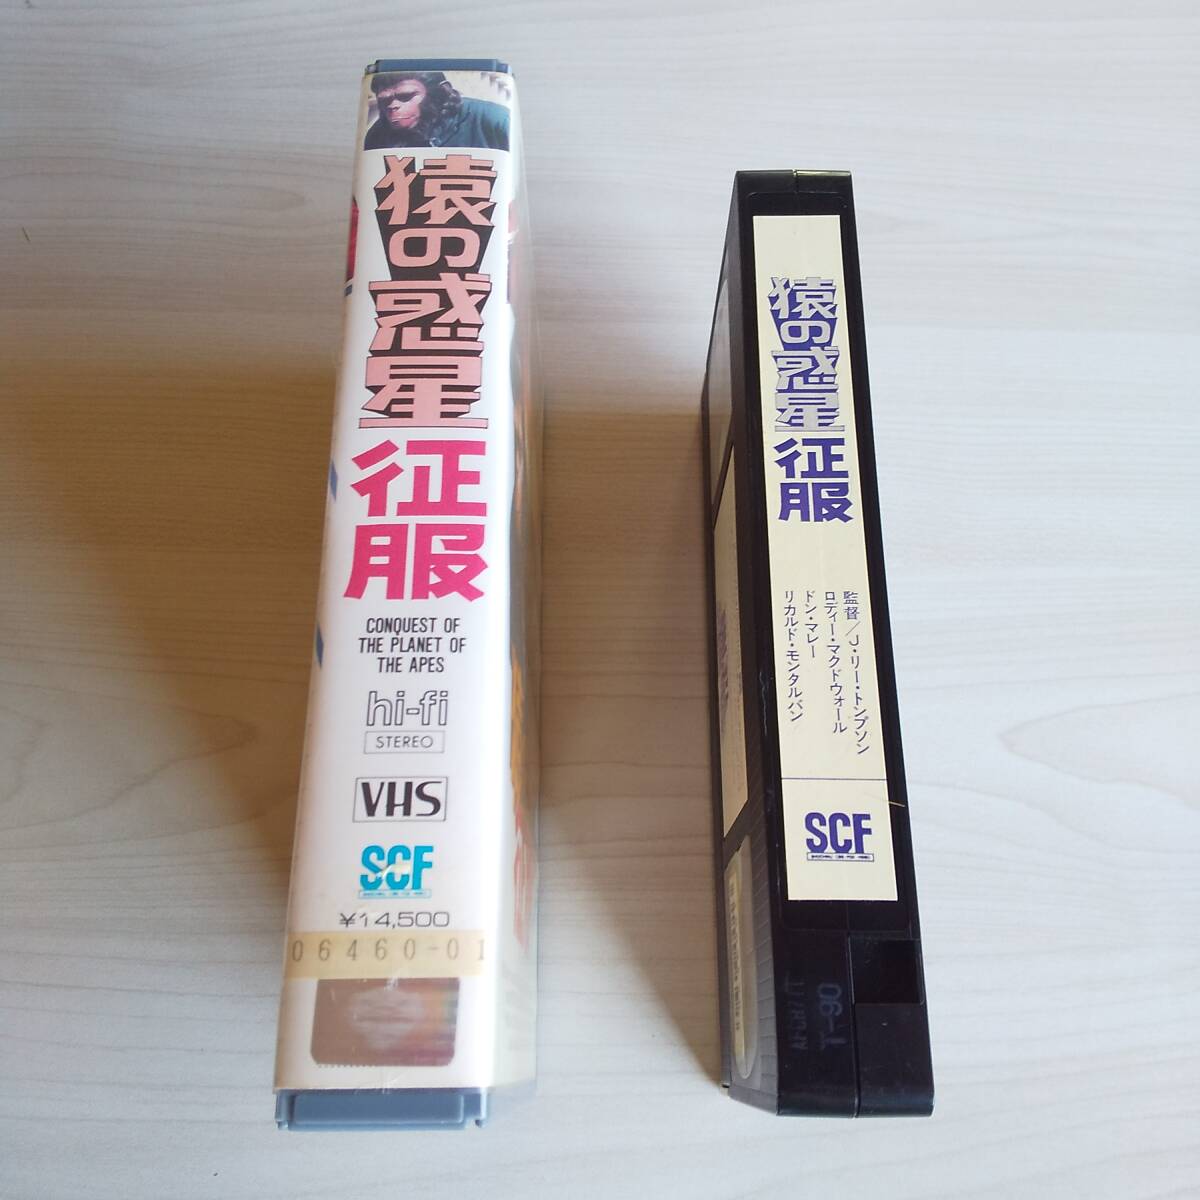 猿の惑星
征服
CONQUEST OF
THE PLANET OF
THE APES
hi-fi
STEREO
VHS
SCF
¥14,500
06460-01
猿の惑星
征服
監督/J・リー・トンプソン
ロディー・マクドウォール
ドン・マレー
リカルド・モンタルバン
SCF
T-90